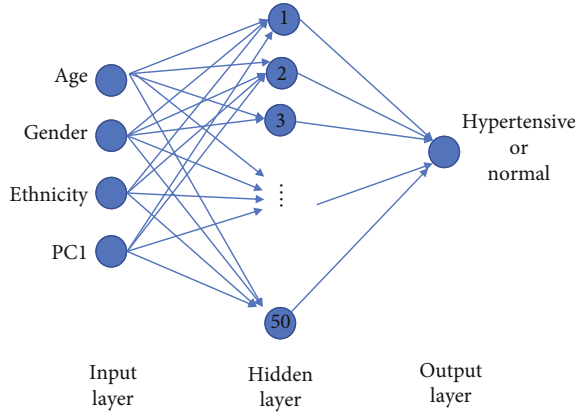 Age
Gender
Ethnicity
PC1
1
2
3
50
Hypertensive
or
normal
Input
layer
Hidden
layer
Output
layer